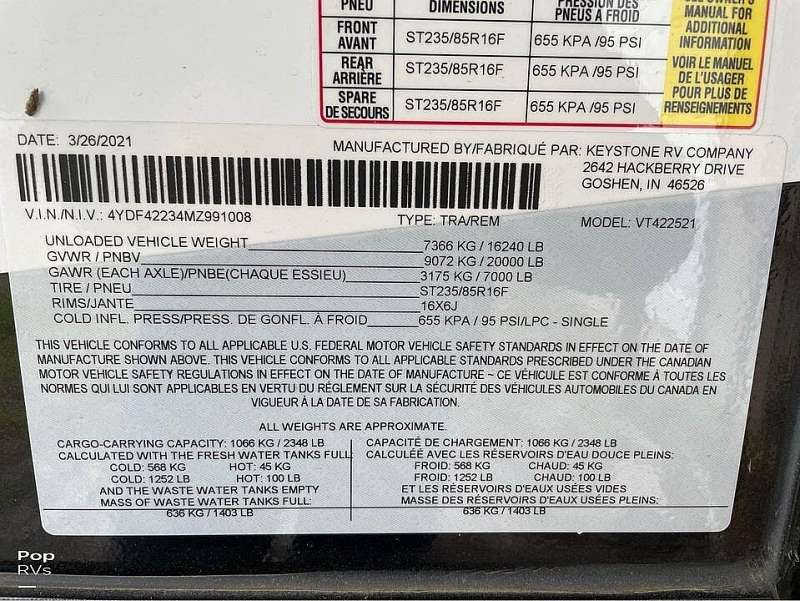 PNEU
DIMENSIONS
PRESSION DES
PNEUS A FROID
FRONT
AVANT
ST235/85R16F
655 KPA /95 PSI
REAR
ARRIÈRE
ST235/85R16F
655 KPA /95 PSI
SPARE
DE SECOURS
ST235/85R16F
655 KPA /95 PSI
SEE OWNER'S
MANUAL FOR
ADDITIONAL
INFORMATION
VOIR LE MANUEL
DE L'USAGER
POUR PLUS DE
RENSEIGNEMENTS
DATE: 3/26/2021
MANUFACTURED BY/FABRIQUÉ PAR: KEYSTONE RV COMPANY
2642 HACKBERRY DRIVE
GOSHEN, IN 46526
V.I.N./N.I.V.: 4YDF42234MZ991008
TYPE: TRA/REM
MODEL: VT422521
UNLOADED VEHICLE WEIGHT 7366 KG / 16240 LB
GVWR / PNBV 9072 KG / 20000 LB
GAWR (EACH AXLE)/PNBE(CHAQUE ESSIEU) 3175 KG / 7000 LB
TIRE / PNEU ST235/85R16F
RIMS/JANTE 16X6J
COLD INFL. PRESS/PRESS. DE GONFL. À FROID 655 KPA / 95 PSI/LPC - SINGLE
THIS VEHICLE CONFORMS TO ALL APPLICABLE U.S. FEDERAL MOTOR VEHICLE SAFETY STANDARDS IN EFFECT ON THE DATE OF
MANUFACTURE SHOWN ABOVE. THIS VEHICLE CONFORMS TO ALL APPLICABLE STANDARDS PRESCRIBED UNDER THE CANADIAN
MOTOR VEHICLE SAFETY REGULATIONS IN EFFECT ON THE DATE OF MANUFACTURE ~ CE VÉHICULE EST CONFORME À TOUTES LES
NORMES QUI LUI SONT APPLICABLES EN VERTU DU RÉGLEMENT SUR LA SÉCURITÉ DES VÉHICULES AUTOMOBILES DU CANADA EN
VIGUEUR À LA DATE DE SA FABRICATION.
ALL WEIGHTS ARE APPROXIMATE.
CARGO-CARRYING CAPACITY: 1066 KG / 2348 LB
CALCULATED WITH THE FRESH WATER TANKS FULL
COLD: 568 KG HOT: 45 KG
COLD: 1252 LB HOT: 100 LB
AND THE WASTE WATER TANKS EMPTY
MASS OF WASTE WATER TANKS FULL:
636 KG / 1403 LB
CAPACITÉ DE CHARGEMENT: 1066 KG / 2348 LB
CALCULÉE AVEC LES RÉSERVOIRS D'EAU DOUCE PLEINS:
FROID: 568 KG CHAUD: 45 KG
FROID: 1252 LB CHAUD: 100 LB
ET LES RÉSERVOIRS D'EAUX USÉES VIDES
MASSE DES RÉSERVOIRS D'EAUX USÉES PLEINS:
636 KG / 1403 LB
Pop
RVs